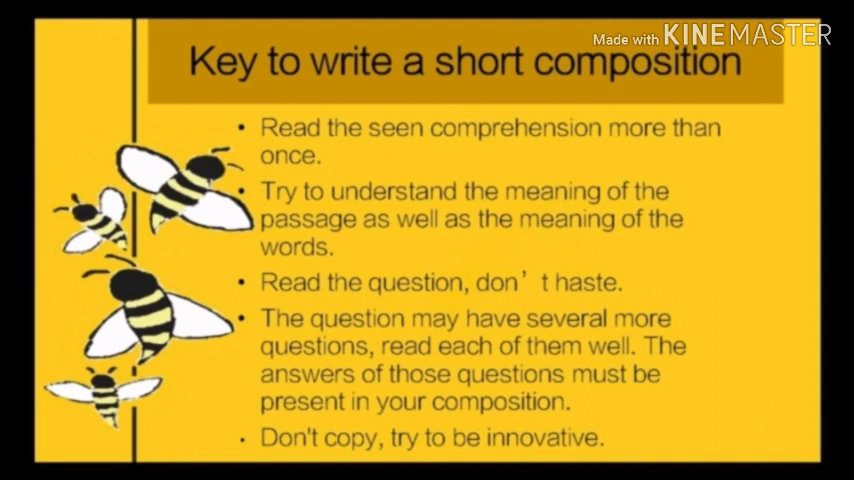 Made with KINEMASTER
Key to write a short composition
• Read the seen comprehension more than
once.
• Try to understand the meaning of the
passage as well as the meaning of the
words.
• Read the question, don’t haste.
• The question may have several more
questions, read each of them well. The
answers of those questions must be
present in your composition.
• Don't copy, try to be innovative.